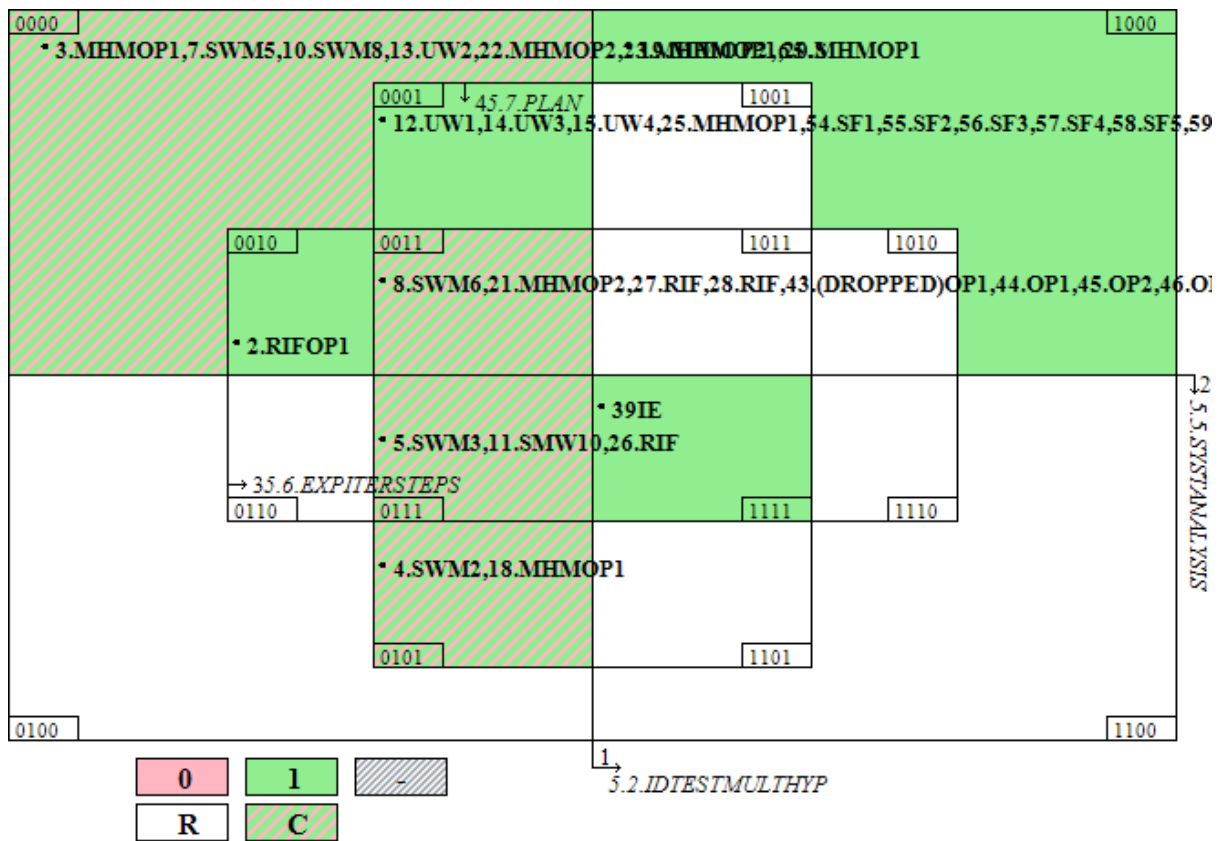 0000 1000
3.MHMOP1,7.SWM5,10.SWM8,13.UW2,22.MHMOP2,23.MHMOP2,
MHMOP1
0001 45.7.PLAN 1001
12.UW1,14.UW3,15.UW4,25.MHMOP1,54.SF1,55.SF2,56.SF3,57.SF4,58.SF5,59
0010 0011 1011 1010
8.SWM6,21.MHMOP2,27.RIF,28.RIF,43.(DROPPED)OP1,44.OP1,45.OP2,46.OP
2.RIFOP1
2
5.5.SYSTANALYSIS
39IE
5.SWM3,11.SMW10,26.RIF
35.6.EXPITERSTEPS
0110 0111 1111 1110
4.SWM2,18.MHMOP1
0101 1101
0100 1100
1
5.2.IDTESTMULTHYP
0 1 -
R C